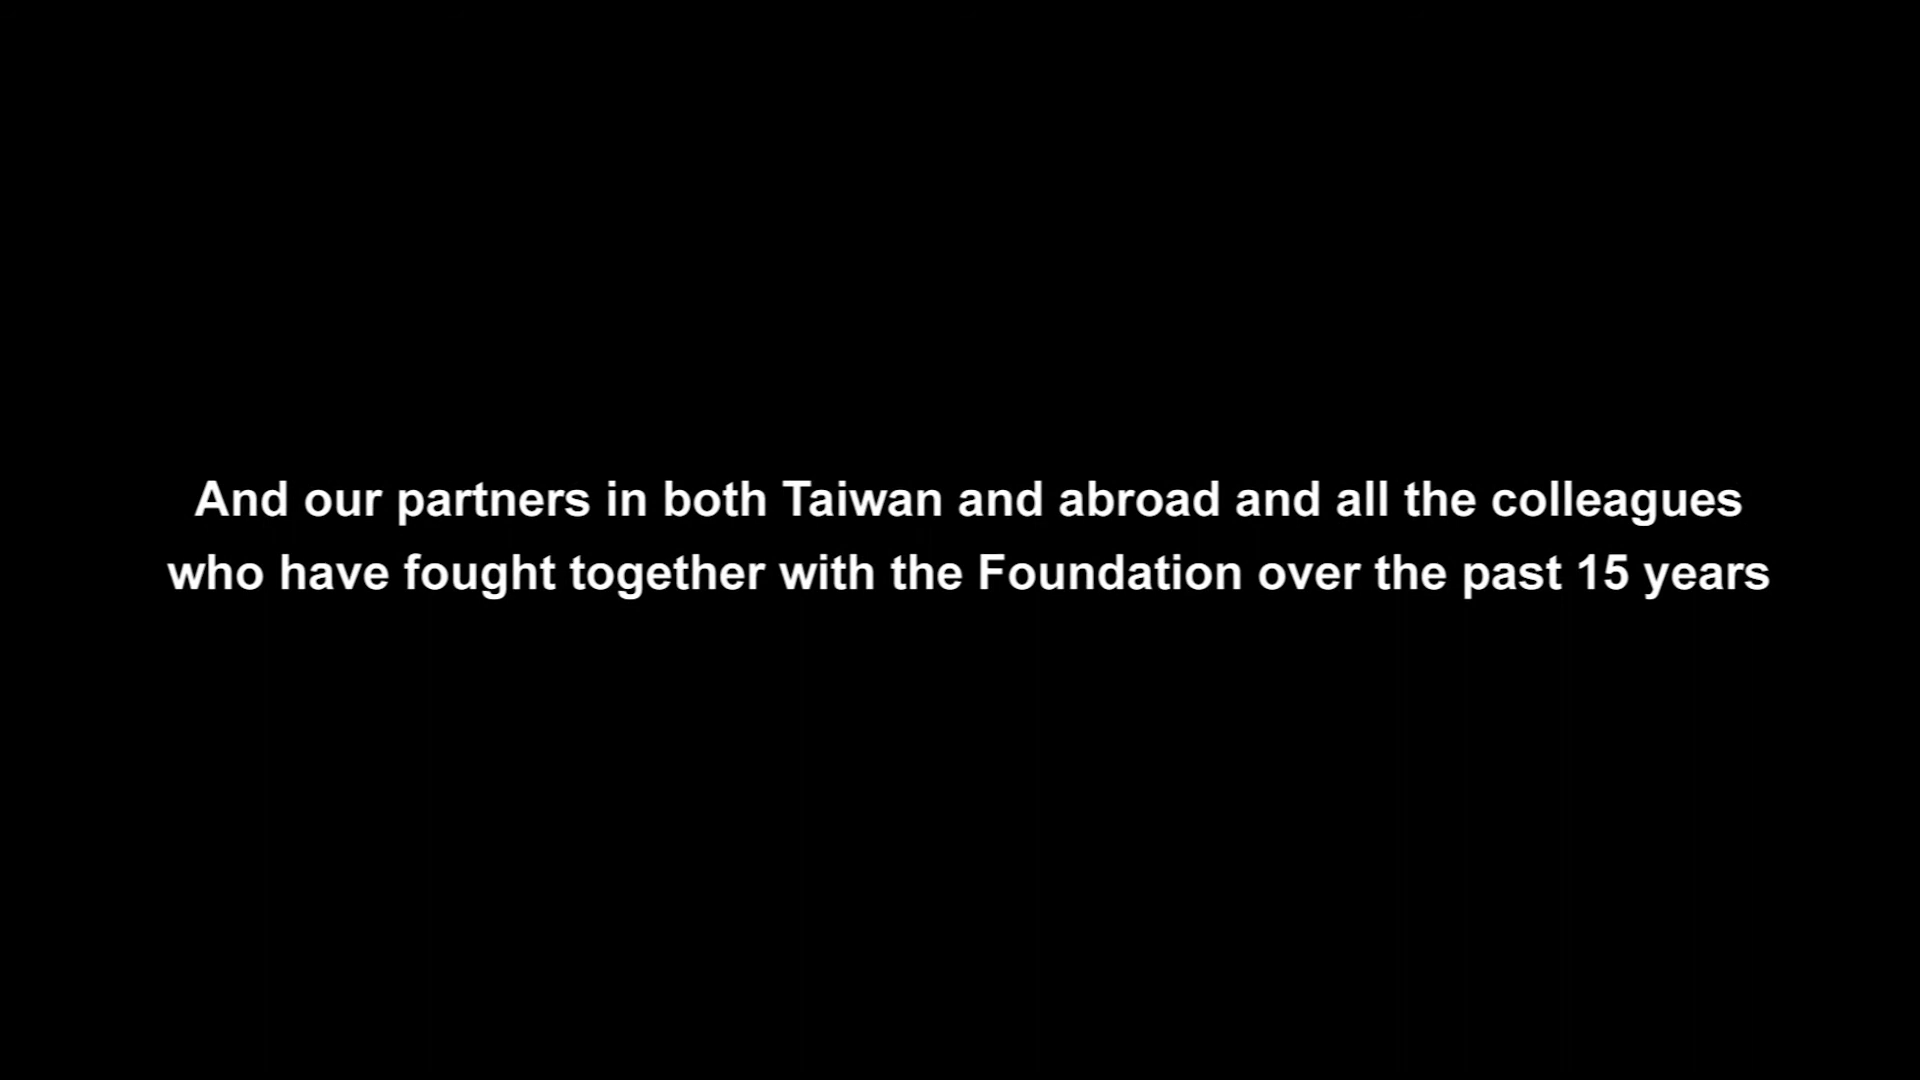 And our partners in both Taiwan and abroad and all the colleagues
who have fought together with the Foundation over the past 15 years